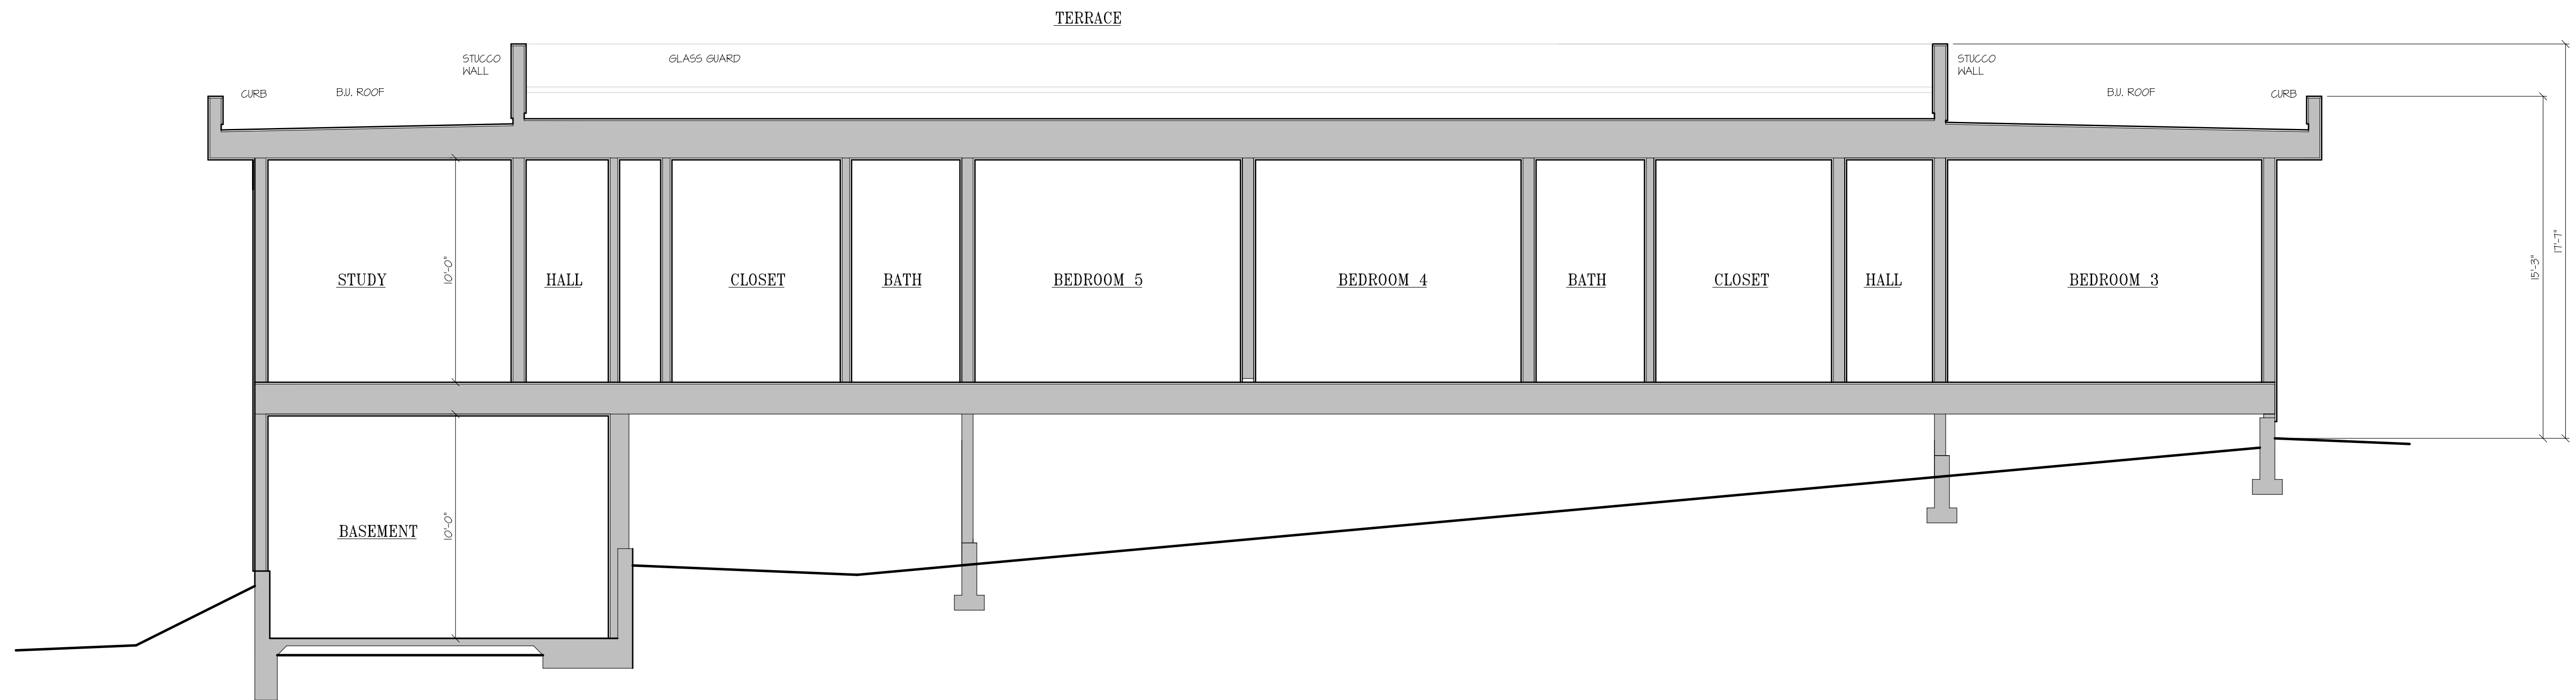 TERRACE
STUCCO
WALL
GLASS GUARD
STUCCO
WALL
CURB
B.U. ROOF
B.U. ROOF
CURB
17'-7"
15'-3"
STUDY
10'-0"
HALL
CLOSET
BATH
BEDROOM 5
BEDROOM 4
BATH
CLOSET
HALL
BEDROOM 3
BASEMENT
10'-0"